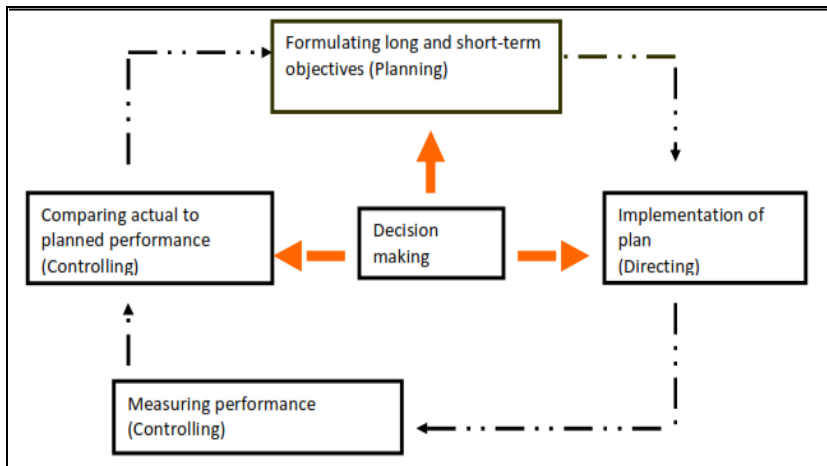 Formulating long and short-term
objectives (Planning)
Comparing actual to
planned performance
(Controlling)
Decision
making
Implementation of
plan
(Directing)
Measuring performance
(Controlling)